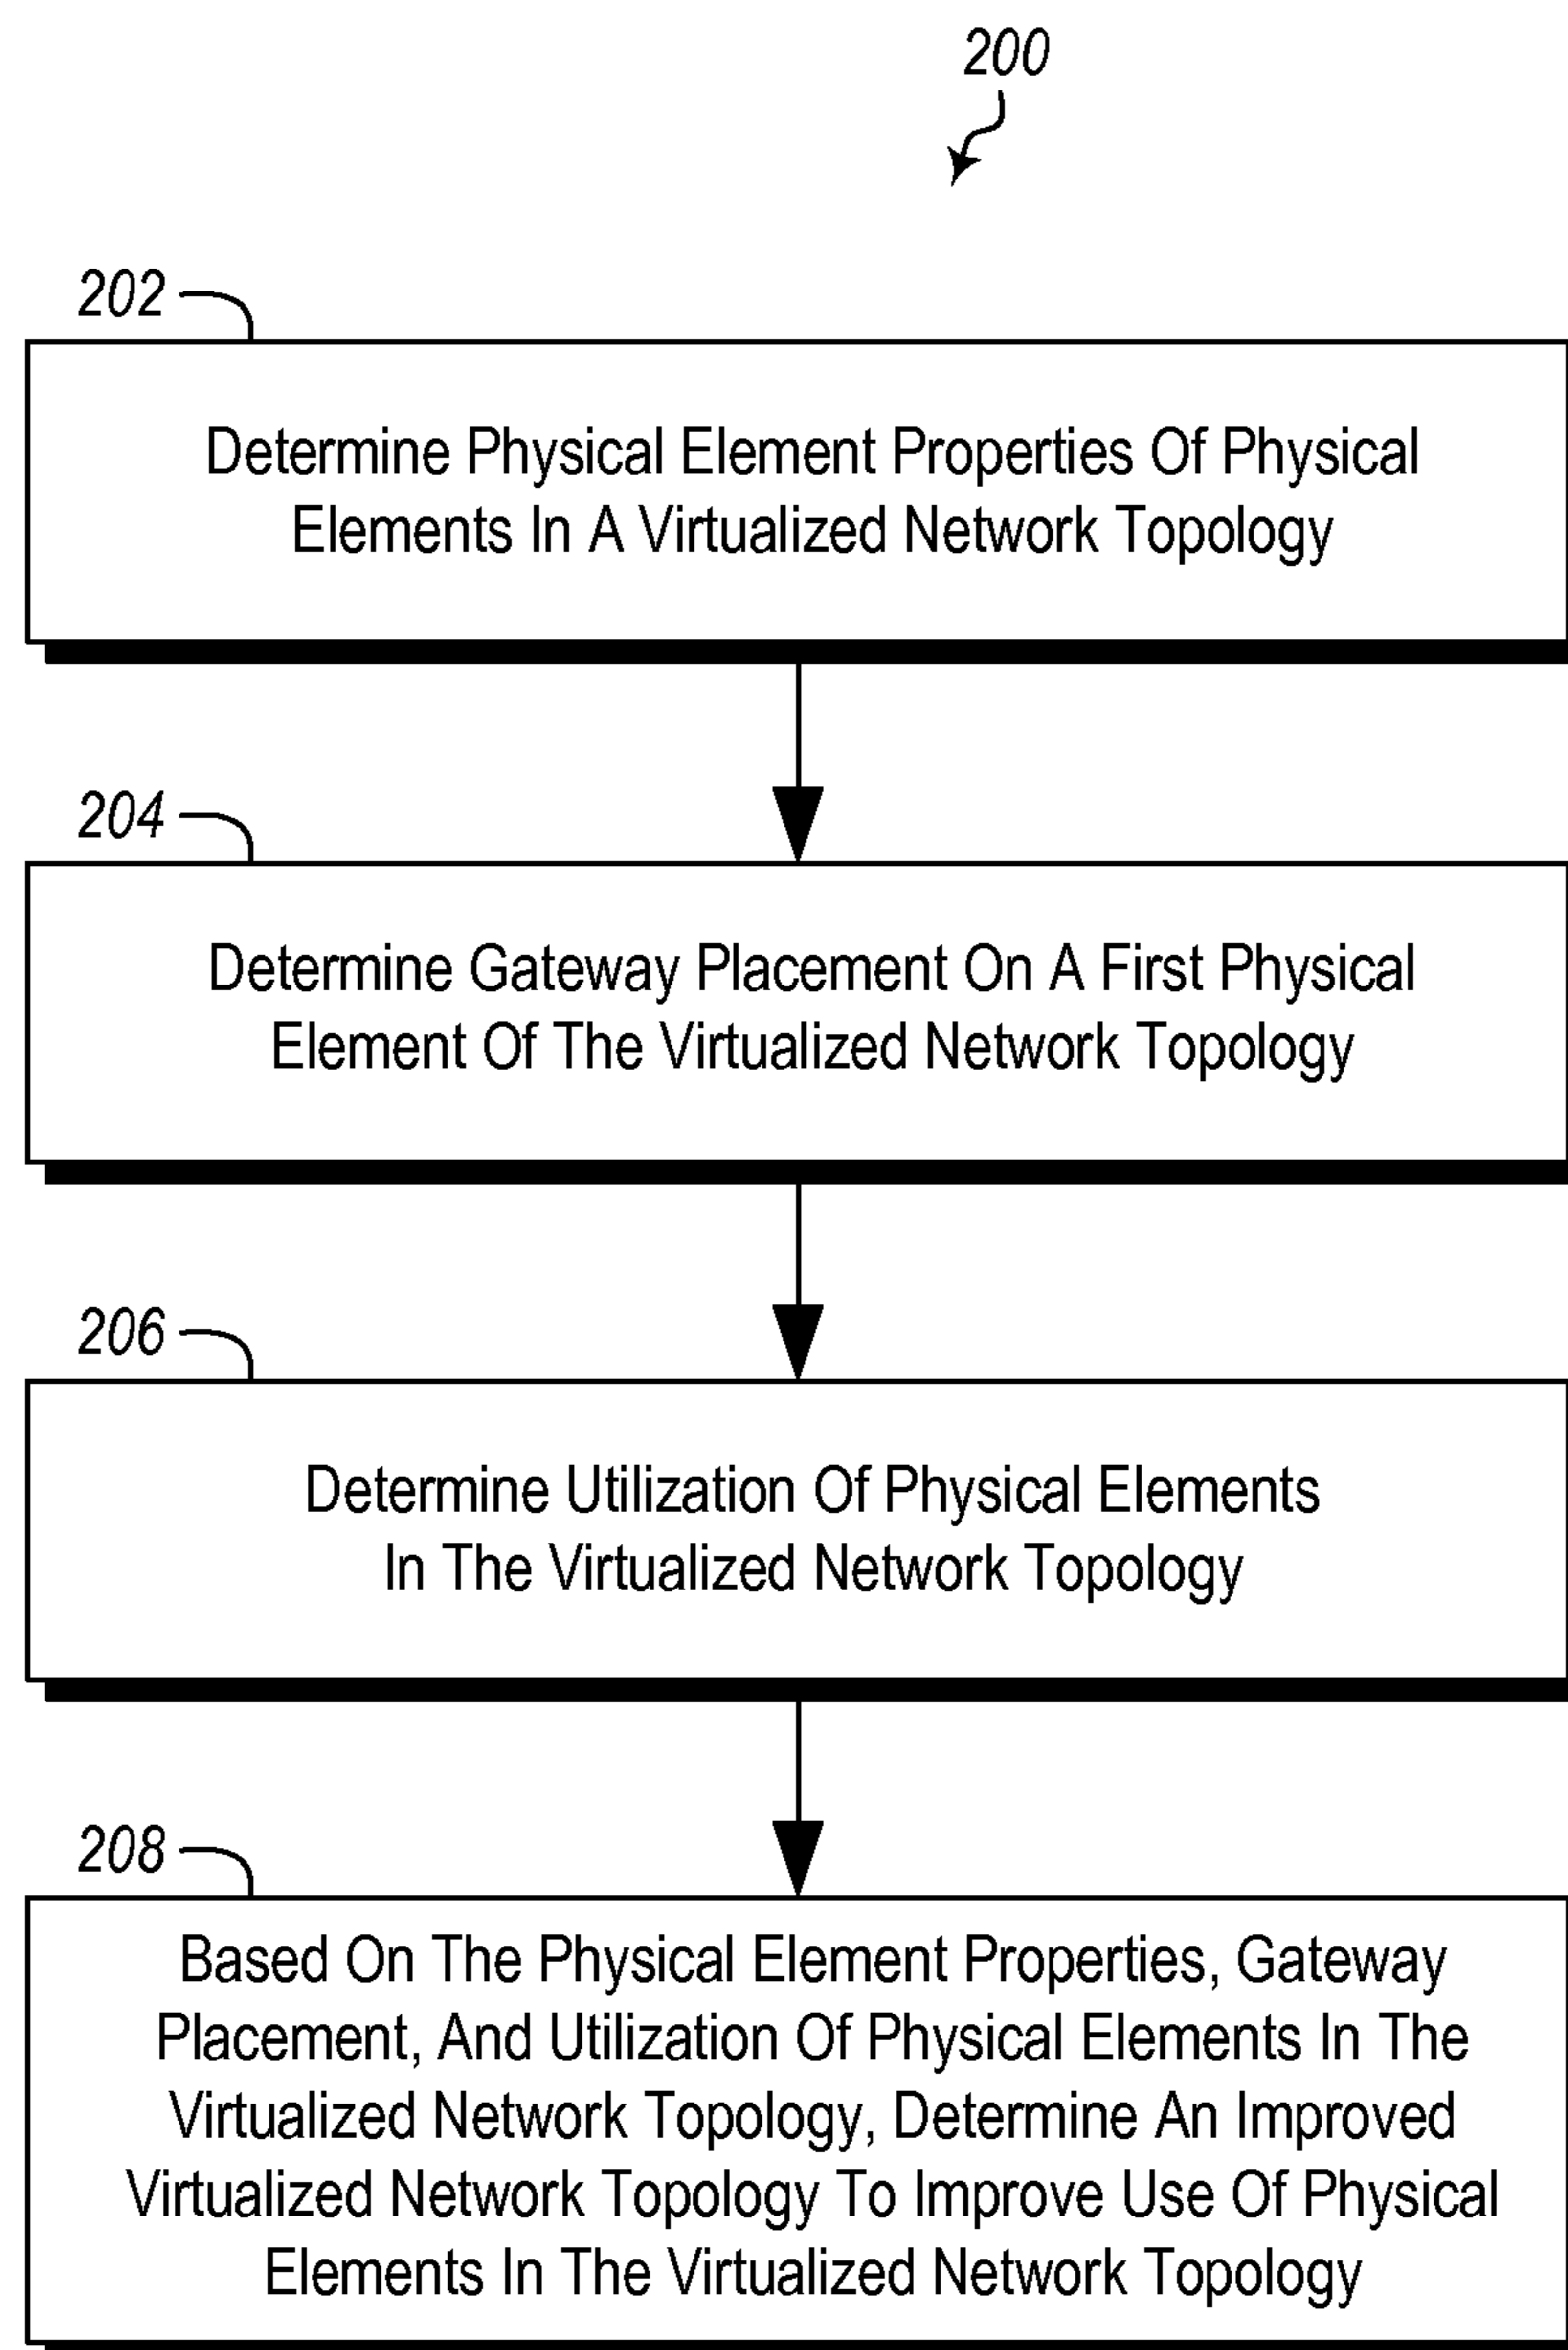 200
202
Determine Physical Element Properties Of Physical
Elements In A Virtualized Network Topology
204
Determine Gateway Placement On A First Physical
Element Of The Virtualized Network Topology
206
Determine Utilization Of Physical Elements
In The Virtualized Network Topology
208
Based On The Physical Element Properties, Gateway
Placement, And Utilization Of Physical Elements In The
Virtualized Network Topology, Determine An Improved
Virtualized Network Topology To Improve Use Of Physical
Elements In The Virtualized Network Topology